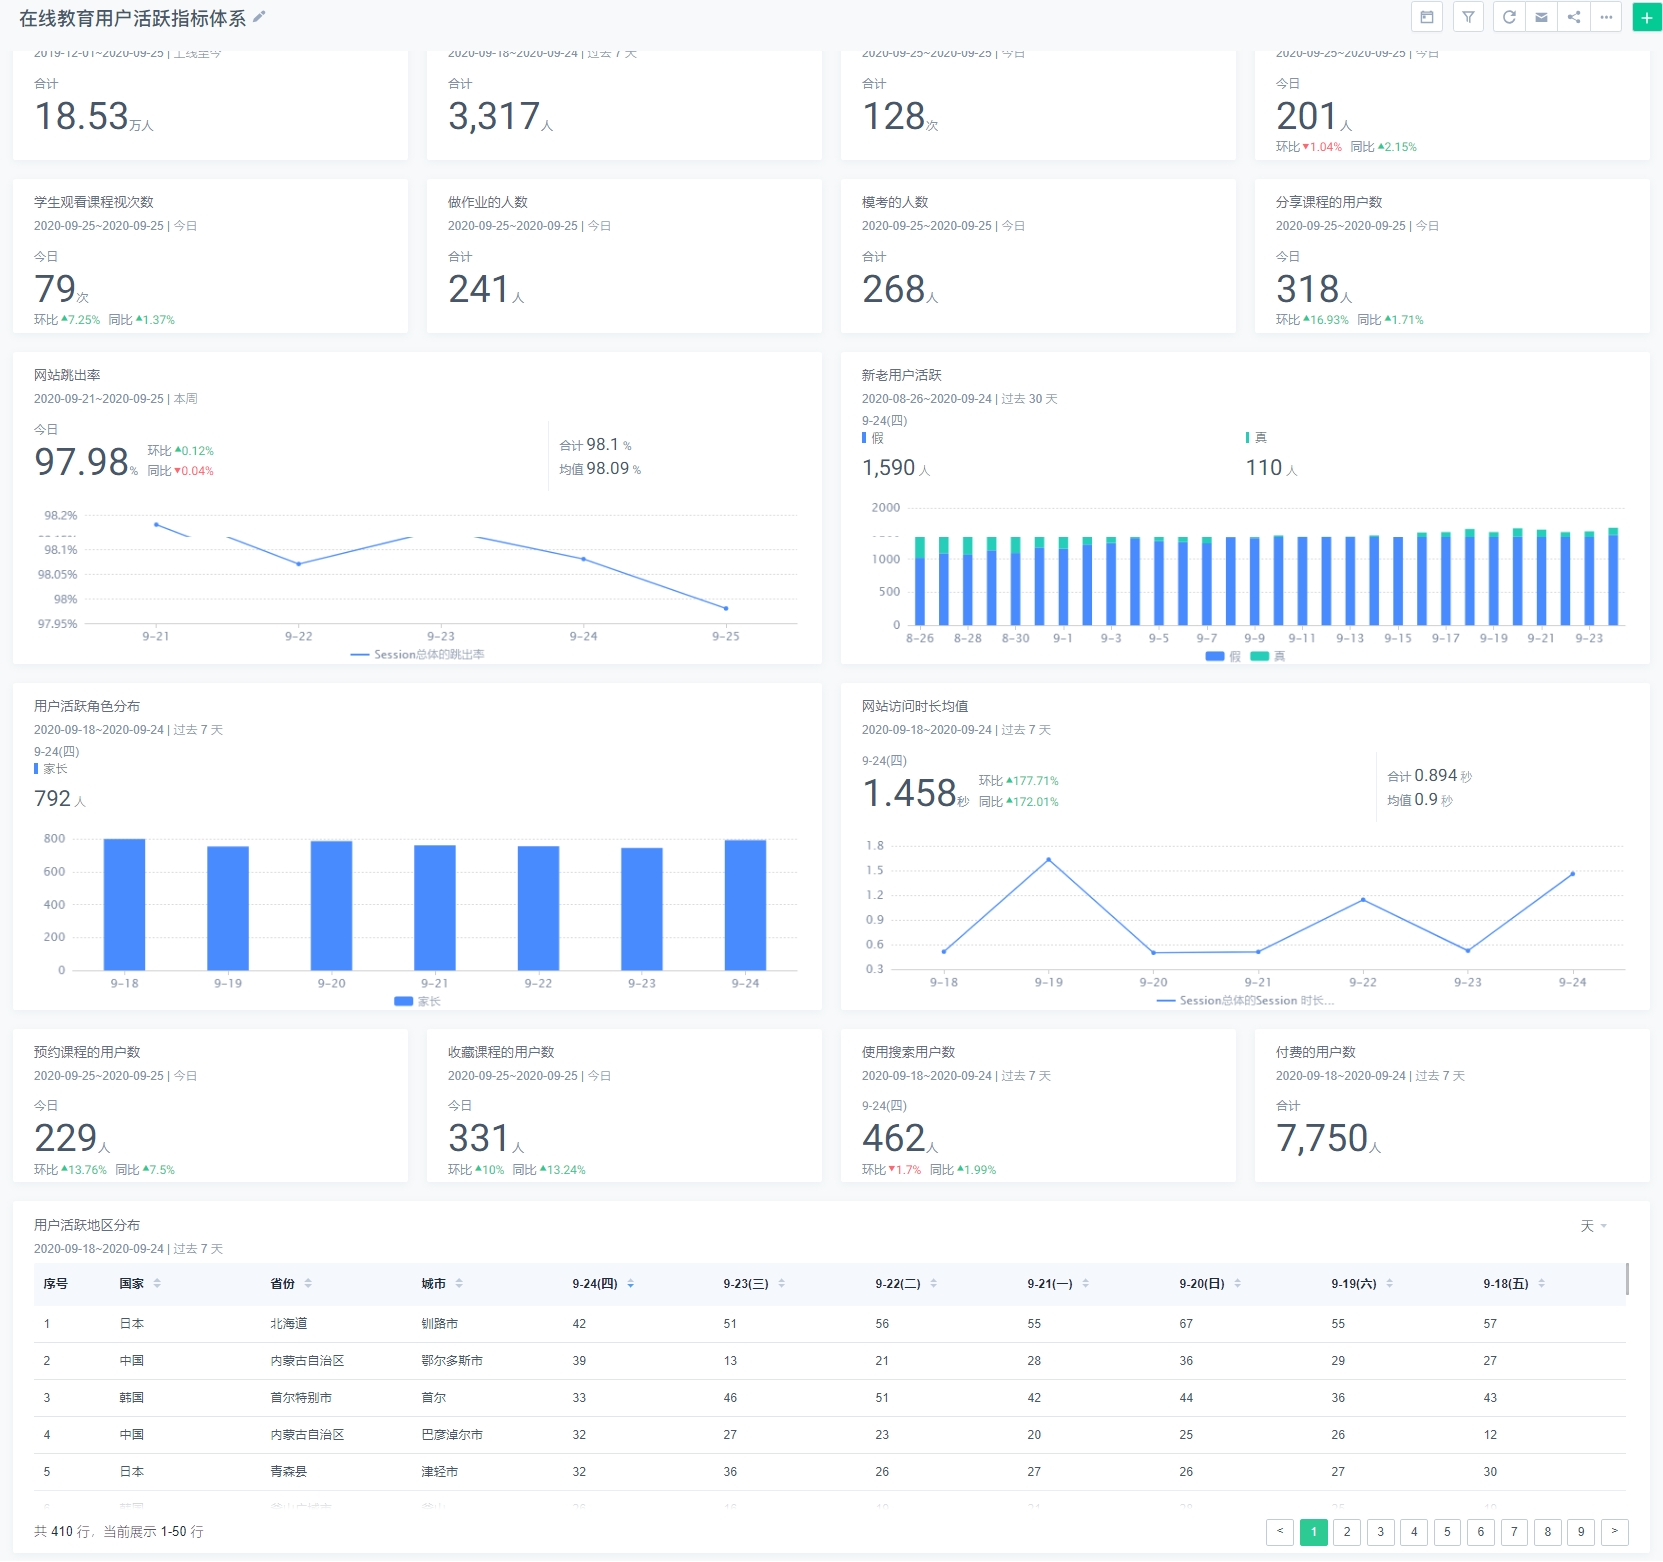 在线教育用户活跃指标体系
2019-12-01~2020-09-25 | 上线至今
合计
18.53万人
2020-09-18~2020-09-24 | 过去 7 天
合计
3,317人
2020-09-25~2020-09-25 | 今日
合计
128次
2020-09-25~2020-09-25 | 今日
今日
201人
环比▼1.04% 同比▲2.15%
学生观看课程视次数
2020-09-25~2020-09-25 | 今日
今日
79次
环比▲7.25% 同比▲1.37%
做作业的人数
2020-09-25~2020-09-25 | 今日
合计
241人
模考的人数
2020-09-25~2020-09-25 | 今日
合计
268人
分享课程的用户数
2020-09-25~2020-09-25 | 今日
今日
318人
环比▲16.93% 同比▲1.71%
网站跳出率
2020-09-21~2020-09-25 | 本周
今日
97.98%
环比▲0.12%
同比▼0.04%
合计 98.1 %
均值 98.09 %
98.2%
98.1%
98.05%
98%
97.95%
9-21 9-22 9-23 9-24 9-25
Session总体的跳出率
新老用户活跃
2020-08-26~2020-09-24 | 过去 30 天
9-24(四)
假 真
1,590 人 110 人
2000
1000
500
0
8-26 8-28 8-30 9-1 9-3 9-5 9-7 9-9 9-11 9-13 9-15 9-17 9-19 9-21 9-23
假 真
用户活跃角色分布
2020-09-18~2020-09-24 | 过去 7 天
9-24(四)
家长
792 人
800
600
400
200
0
9-18 9-19 9-20 9-21 9-22 9-23 9-24
家长
网站访问时长均值
2020-09-18~2020-09-24 | 过去 7 天
9-24(四)
1.458秒
环比▲177.71%
同比▲172.01%
合计 0.894 秒
均值 0.9 秒
1.8
1.5
1.2
0.9
0.6
0.3
9-18 9-19 9-20 9-21 9-22 9-23 9-24
Session总体的Session 时长...
预约课程的用户数
2020-09-25~2020-09-25 | 今日
今日
229人
环比▲13.76% 同比▲7.5%
收藏课程的用户数
2020-09-25~2020-09-25 | 今日
今日
331人
环比▲10% 同比▲13.24%
使用搜索用户数
2020-09-18~2020-09-24 | 过去 7 天
9-24(四)
462人
环比▼1.7% 同比▲1.99%
付费的用户数
2020-09-18~2020-09-24 | 过去 7 天
合计
7,750人
用户活跃地区分布
天
2020-09-18~2020-09-24 | 过去 7 天
序号 国家 省份 城市 9-24(四) 9-23(三) 9-22(二) 9-21(一) 9-20(日) 9-19(六) 9-18(五)
1 日本 北海道 钏路市 42 51 56 55 67 55 57
2 中国 内蒙古自治区 鄂尔多斯市 39 13 21 28 36 29 27
3 韩国 首尔特别市 首尔 33 46 51 42 44 36 43
4 中国 内蒙古自治区 巴彦淖尔市 32 27 23 20 25 26 12
5 日本 青森县 津轻市 32 36 26 27 26 27 30
共 410 行，当前展示 1-50 行
< 1 2 3 4 5 6 7 8 9 >